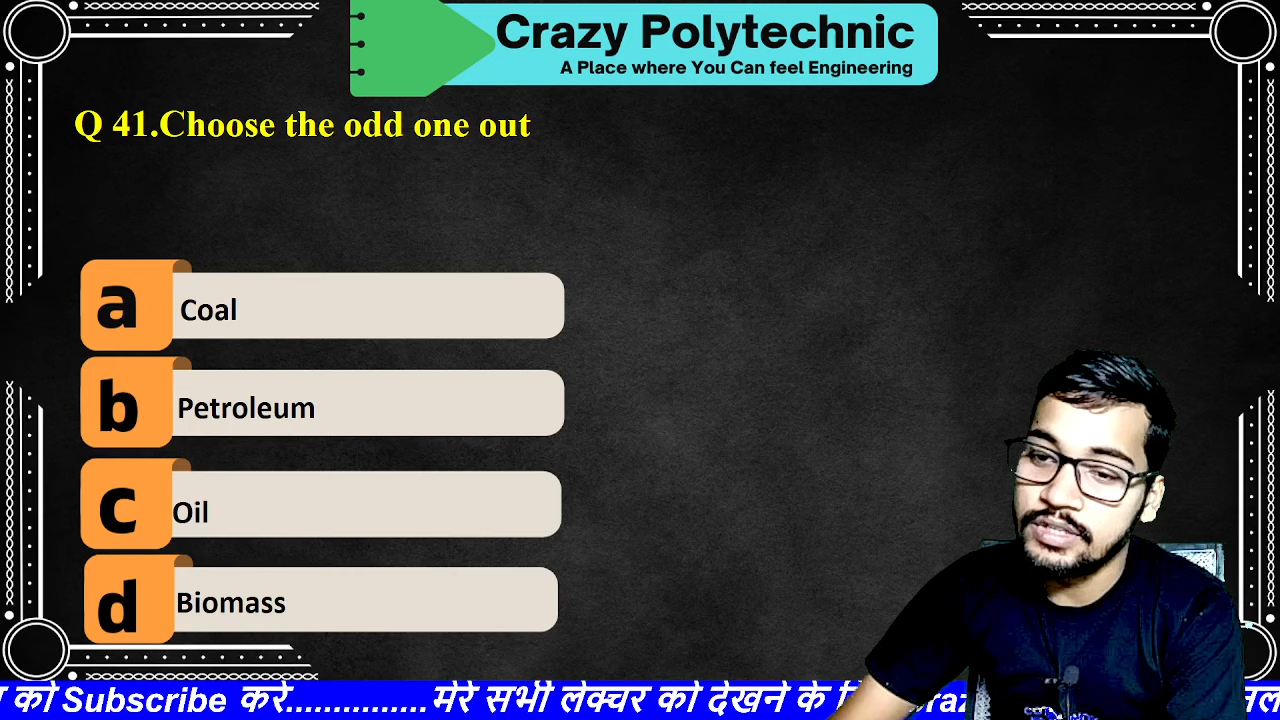 Crazy Polytechnic
A Place where You Can feel Engineering
Q 41.Choose the odd one out
a Coal
b Petroleum
c Oil
d Biomass
को Subscribe करे............... मेरे सभी लेक्चर को देखने के